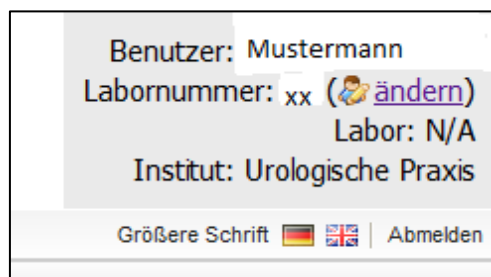 Benutzer: Mustermann
Labornummer: xx (ändern)
Labor: N/A
Institut: Urologische Praxis
Größere Schrift | Abmelden